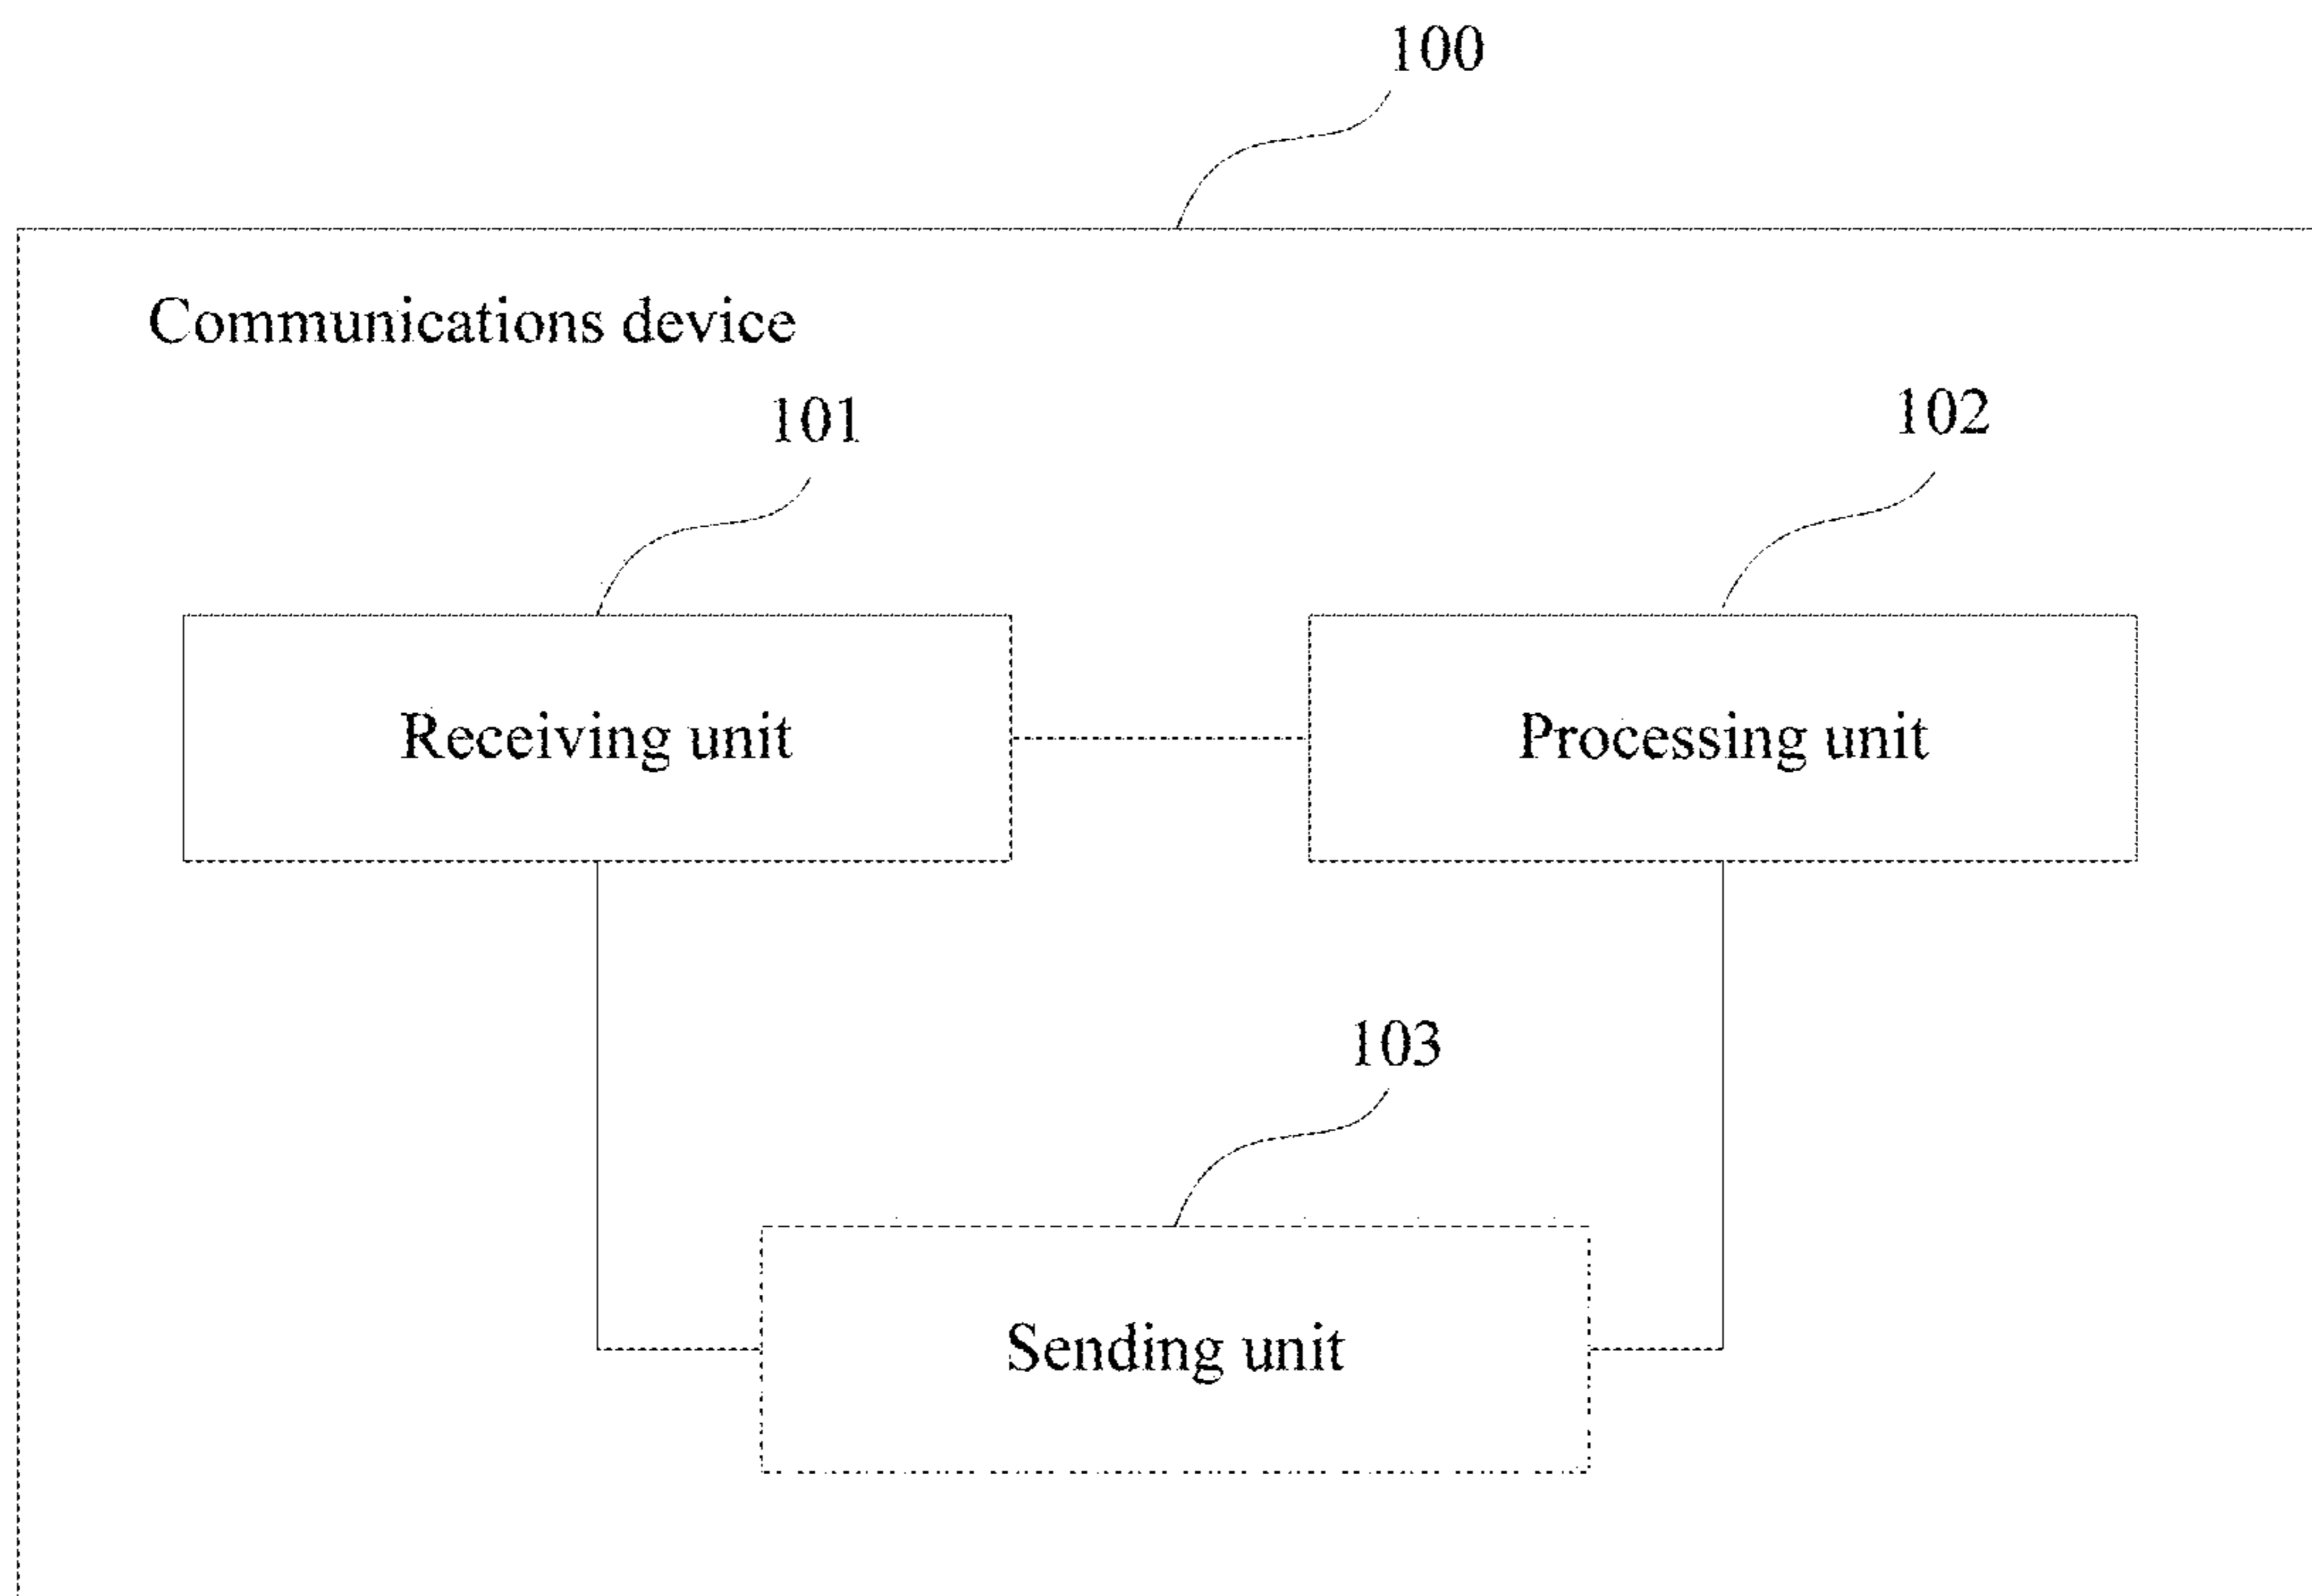 100
Communications device
101
102
Receiving unit
Processing unit
103
Sending unit